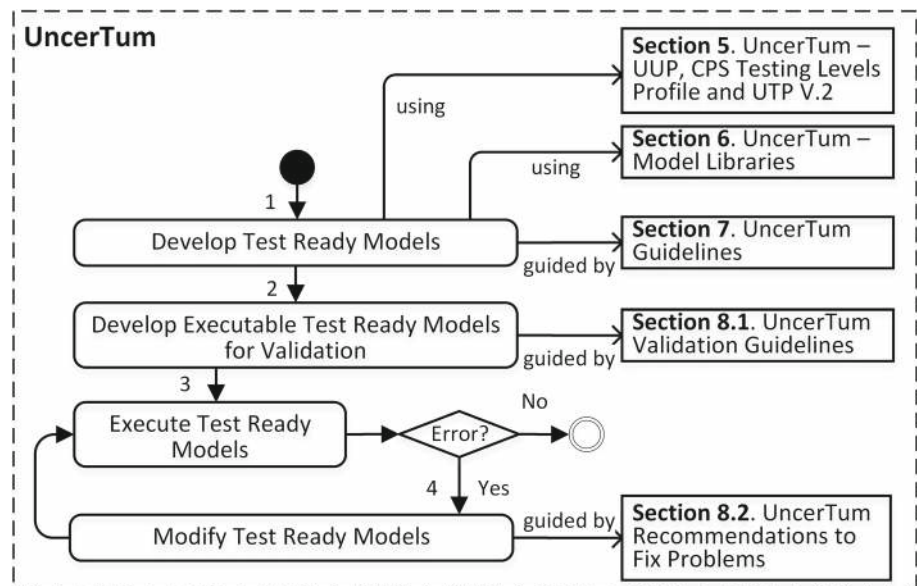 UncerTum
Section 5. UncerTum –
UUP, CPS Testing Levels
Profile and UTP V.2
using
Section 6. UncerTum –
Model Libraries
using
1
Develop Test Ready Models
Section 7. UncerTum
Guidelines
guided by
2
Develop Executable Test Ready Models
for Validation
Section 8.1. UncerTum
Validation Guidelines
guided by
3
Execute Test Ready
Models
Error?
No
4
Yes
Modify Test Ready Models
guided by
Section 8.2. UncerTum
Recommendations to
Fix Problems